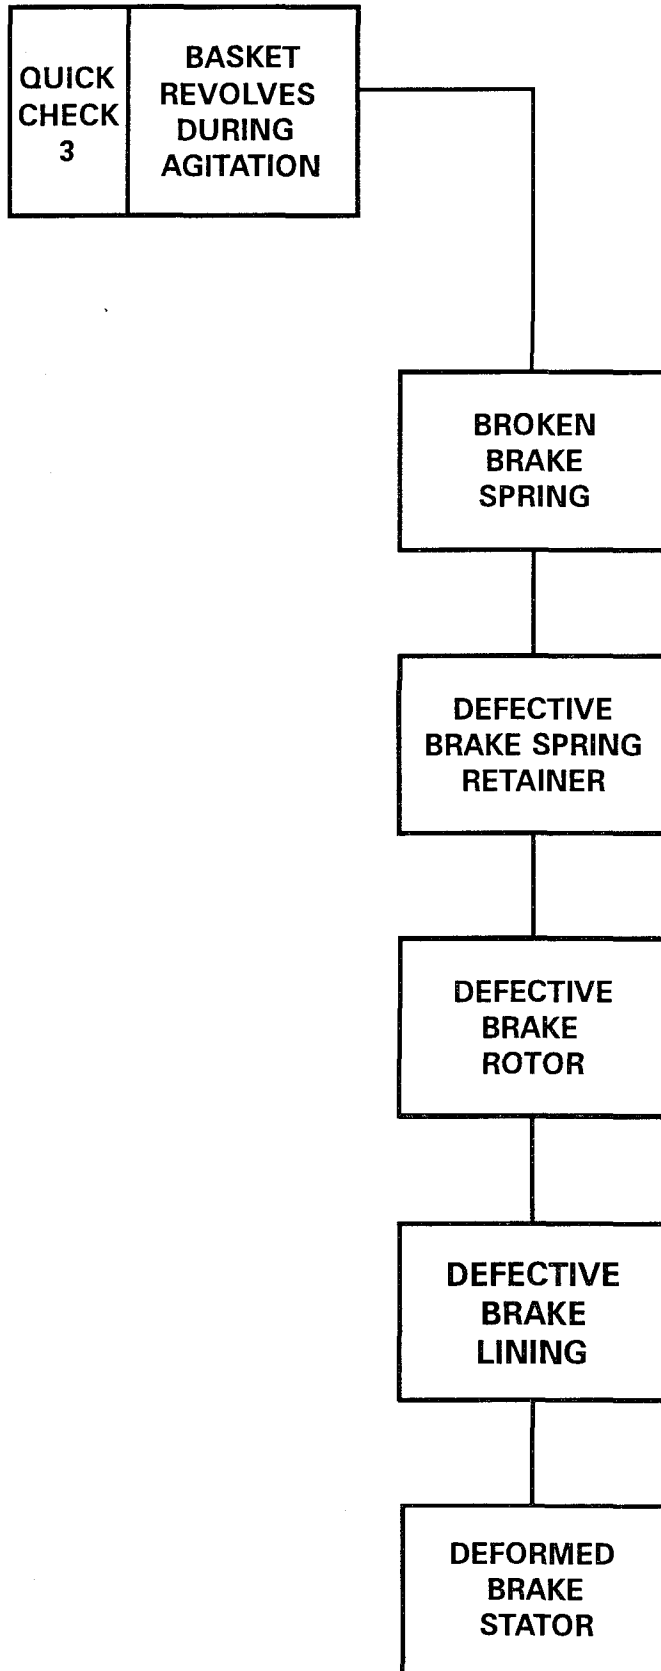 QUICK
CHECK
3
BASKET
REVOLVES
DURING
AGITATION
BROKEN
BRAKE
SPRING
DEFECTIVE
BRAKE SPRING
RETAINER
DEFECTIVE
BRAKE
ROTOR
DEFECTIVE
BRAKE
LINING
DEFORMED
BRAKE
STATOR